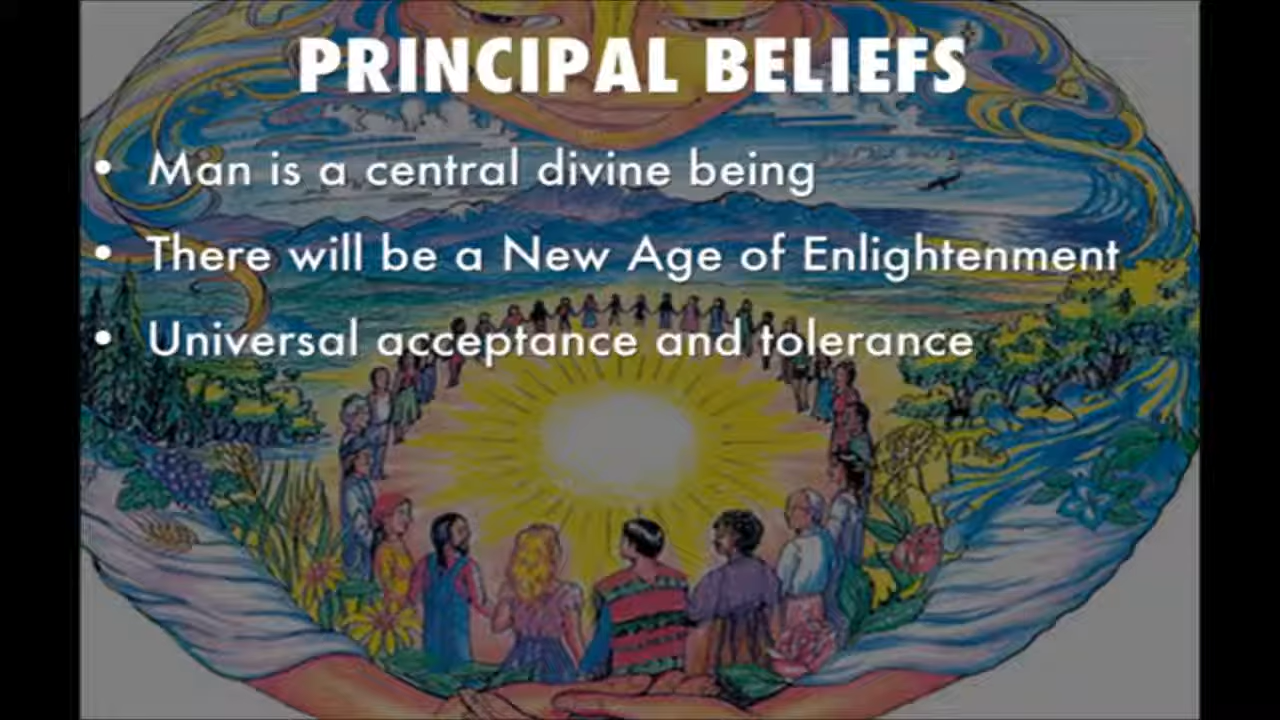 PRINCIPAL BELIEFS
• Man is a central divine being
• There will be a New Age of Enlightenment
• Universal acceptance and tolerance